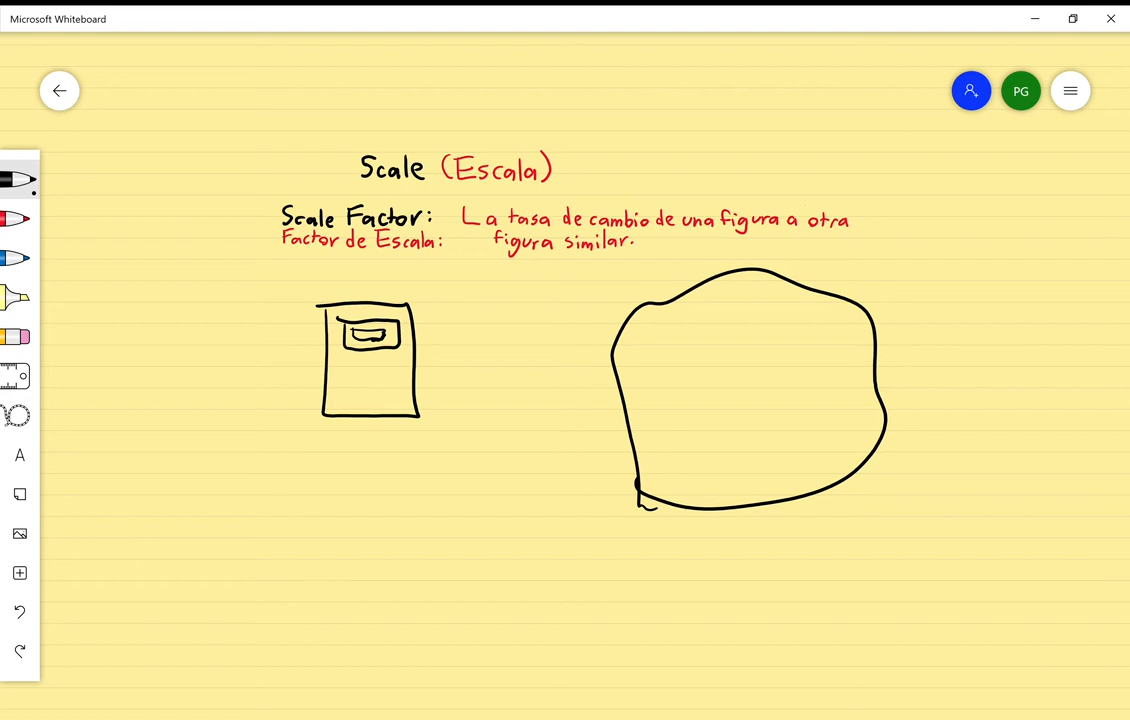 Microsoft Whiteboard
PG
Scale (Escala)
Scale Factor: La tasa de cambio de una figura a otra
Factor de Escala: figura similar.
A